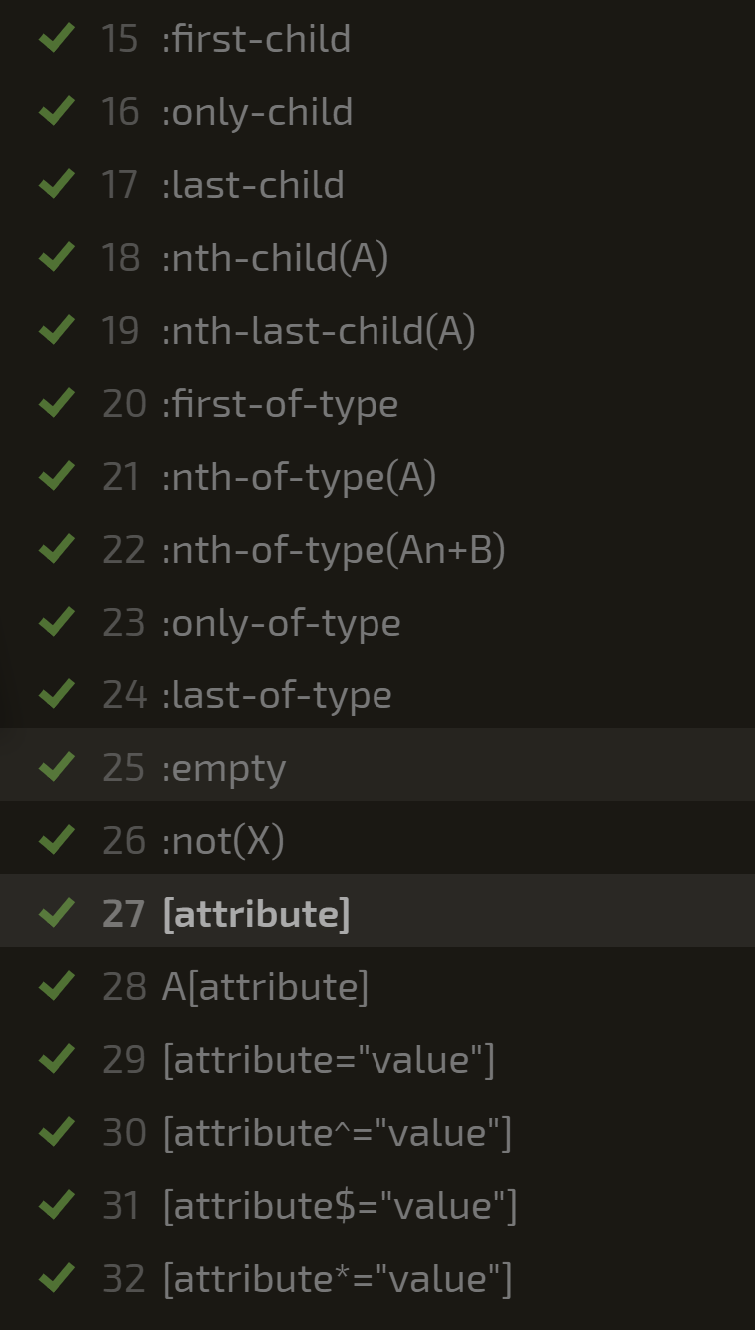 15 :first-child
16 :only-child
17 :last-child
18 :nth-child(A)
19 :nth-last-child(A)
20 :first-of-type
21 :nth-of-type(A)
22 :nth-of-type(An+B)
23 :only-of-type
24 :last-of-type
25 :empty
26 :not(X)
27 [attribute]
28 A[attribute]
29 [attribute="value"]
30 [attribute^="value"]
31 [attribute$="value"]
32 [attribute*="value"]